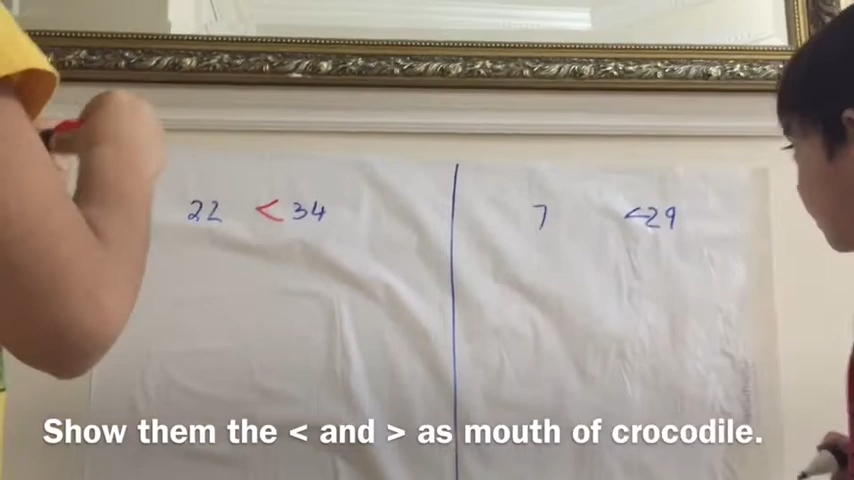 22 < 34 7 <29
Show them the < and > as mouth of crocodile.